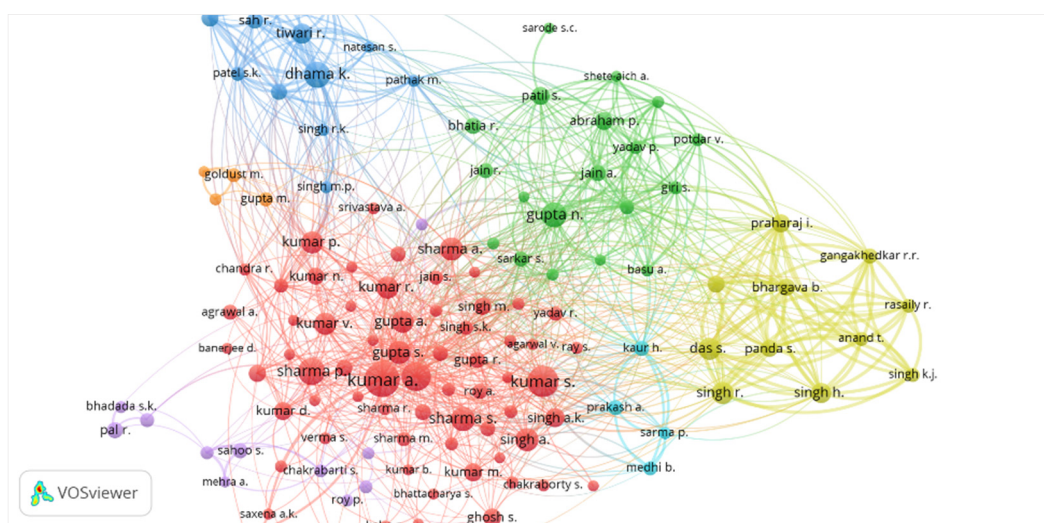 sah r.
sarode s.c.
tiwari r.
natesan s.
patel s.k.
dhama k.
pathak m.
shete-aich a.
patil s.
abraham p.
bhatia r.
singh r.k.
potdar v.
yadav p.
jain r.
jain a.
goldust m.
singh m.p.
giri s.
gupta m.
srivastava a.
gupta n.
praharaj i.
kumar p.
sharma a.
gangakhedkar r.r.
sarkar s.
chandra r.
kumar n.
jain s.
basu a.
kumar r.
bhargava b.
rasaily r.
agrawal a.
singh m.
yadav r.
kumar v.
gupta a.
singh s.k.
anand t.
banerjee d.
agarwal v.
ray s.
kaur h.
das s.
panda s.
gupta s.
gupta r.
sharma p.
kumar a.
kumar s.
singh k.j.
roy a.
singh r.
singh h.
bhadada s.k.
kumar d.
sharma r.
prakash a.
sharma s.
singh a.k.
pal r.
sarma p.
verma s.
sharma m.
singh a.
sahoo s.
chakrabarti s.
kumar b.
kumar m.
medhi b.
mehra a.
chakraborty s.
bhattacharya s.
VOSviewer
roy p.
saxena a.k.
ghosh s.